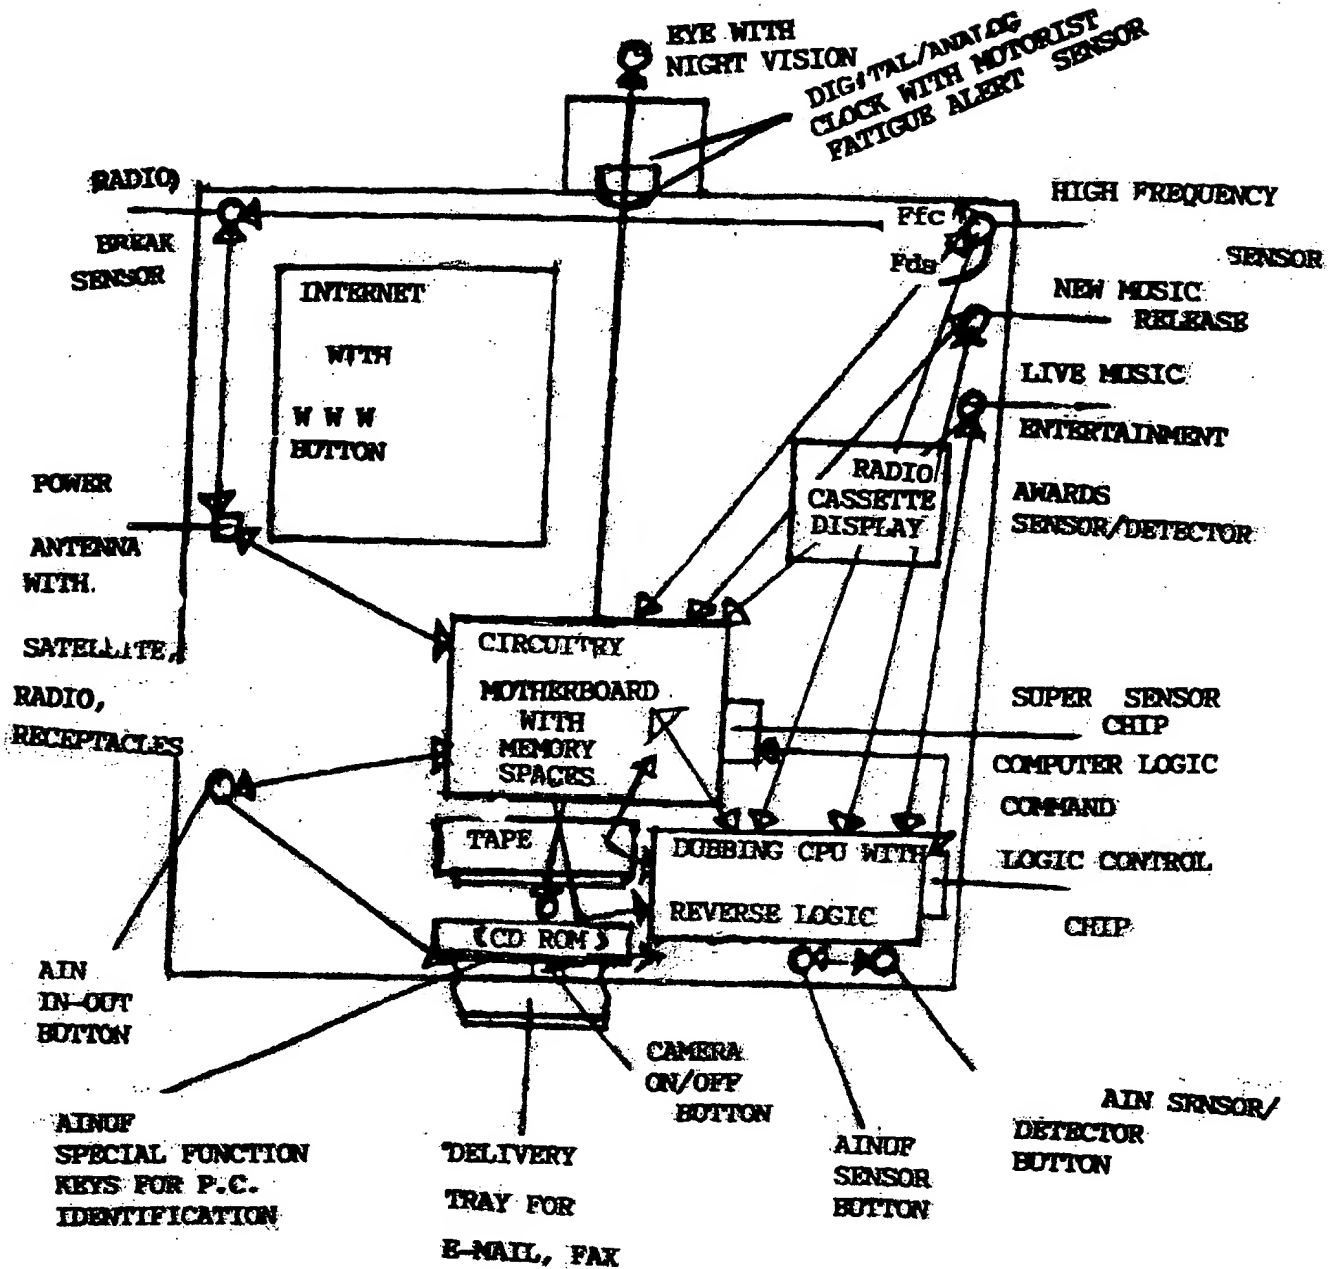 EYE WITH
NIGHT VISION
DIGITAL/ANALOG
CLOCK WITH MOTORIST
FATIGUE ALERT SENSOR
RADIO
BREAK
SENSOR
Ffc
Fds
HIGH FREQUENCY
SENSOR
NEW MUSIC
RELEASE
LIVE MUSIC
ENTERTAINMENT
AWARDS
SENSOR/DETECTOR
INTERNET
WITH
W W W
BUTTON
RADIO
CASSETTE
DISPLAY
POWER
ANTENNA
WITH.
SATELLITE,
RADIO,
RECEPTACLES
CIRCUITRY
MOTHERBOARD
WITH
MEMORY
SPACES
SUPER SENSOR
CHIP
COMPUTER LOGIC
COMMAND
LOGIC CONTROL
CHIP
TAPE
DUBBING CPU WITH
REVERSE LOGIC
(CD ROM)
AIN
IN-OUT
BUTTON
CAMERA
ON/OFF
BUTTON
AINUF
SPECIAL FUNCTION
KEYS FOR P.C.
IDENTIFICATION
DELIVERY
TRAY FOR
E-MAIL, FAX
AINUF
SENSOR
BUTTON
AIN SENSOR/
DETECTOR
BUTTON